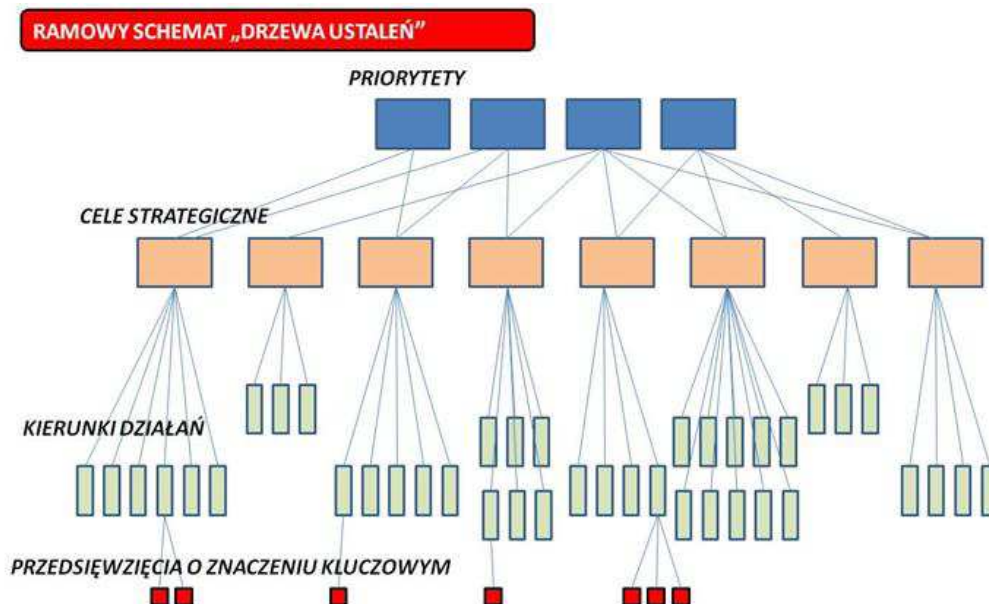 RAMOWY SCHEMAT „DRZEWA USTALEŃ”
PRIORYTETY
CELE STRATEGICZNE
KIERUNKI DZIAŁAŃ
PRZEDSIĘWZIĘCIA O ZNACZENIU KLUCZOWYM